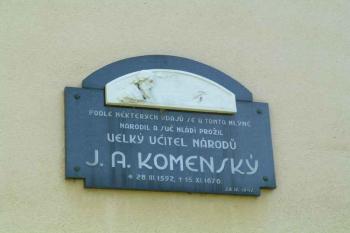 PODLE NĚKTERÝCH ÚDAJŮ SE V TOMTO MLÝNĚ
NARODIL A SVÉ MLÁDÍ PROŽIL
VELKÝ UČITEL NÁRODŮ
J. A. KOMENSKÝ
* 28. III. 1592, † 15. XI. 1670.